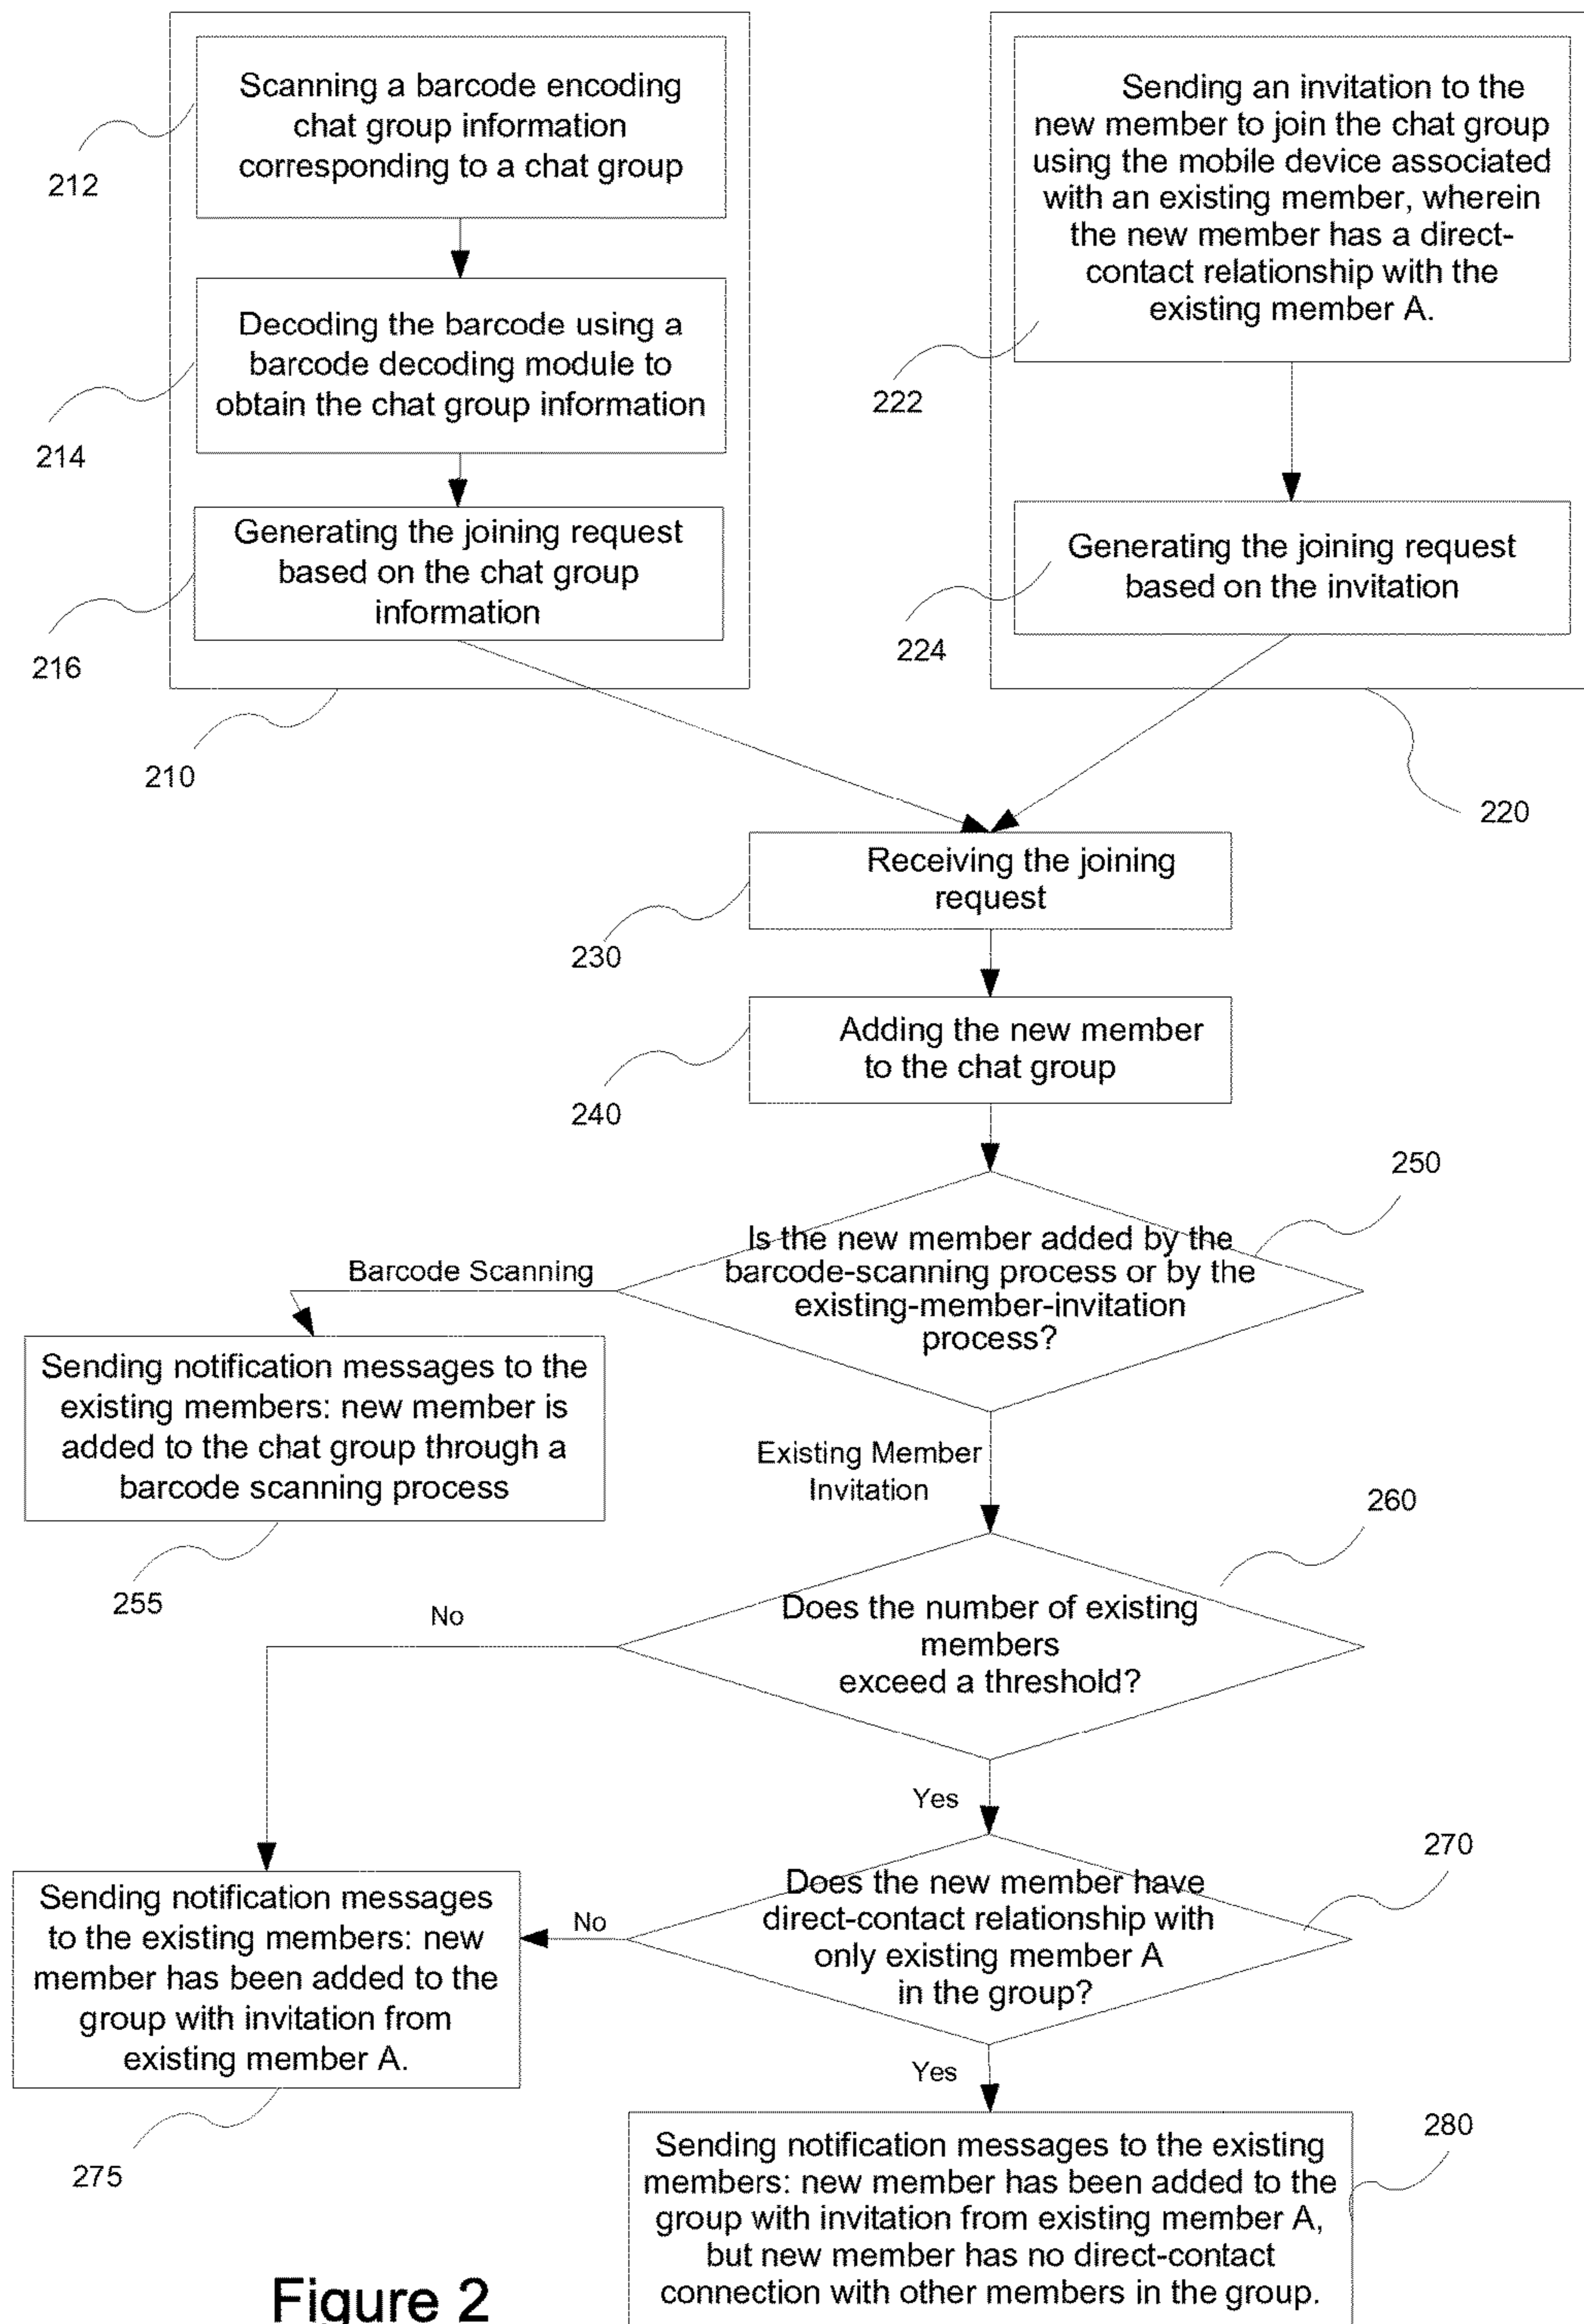 Scanning a barcode encoding
chat group information
corresponding to a chat group
212
Decoding the barcode using a
barcode decoding module to
obtain the chat group information
214
Generating the joining request
based on the chat group
information
216
210
Sending an invitation to the
new member to join the chat group
using the mobile device associated
with an existing member, wherein
the new member has a direct-
contact relationship with the
existing member A.
222
Generating the joining request
based on the invitation
224
220
Receiving the joining
request
230
Adding the new member
to the chat group
240
250
Is the new member added by the
barcode-scanning process or by the
existing-member-invitation
process?
Barcode Scanning
Sending notification messages to the
existing members: new member is
added to the chat group through a
barcode scanning process
255
Existing Member
Invitation
260
Does the number of existing
members
exceed a threshold?
No
Yes
270
Does the new member have
direct-contact relationship with
only existing member A
in the group?
No
Sending notification messages
to the existing members: new
member has been added to the
group with invitation from
existing member A.
275
Yes
280
Sending notification messages to the existing
members: new member has been added to the
group with invitation from existing member A,
but new member has no direct-contact
connection with other members in the group.
Figure 2